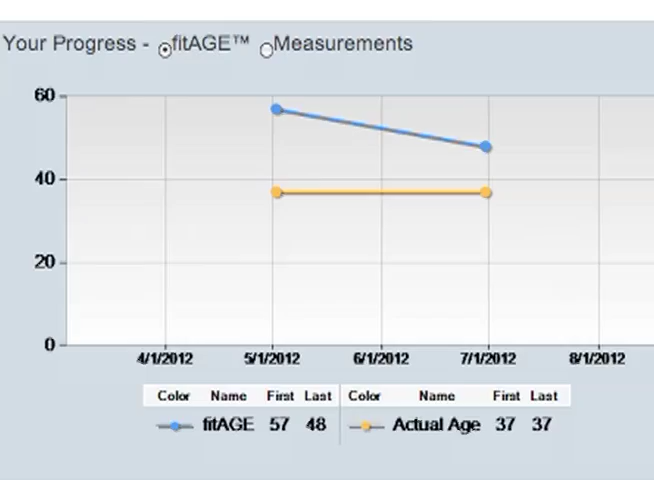 Your Progress - fitAGE™ Measurements
60
40
20
0
4/1/2012 5/1/2012 6/1/2012 7/1/2012 8/1/2012
Color Name First Last Color Name First Last
fitAGE 57 48 Actual Age 37 37